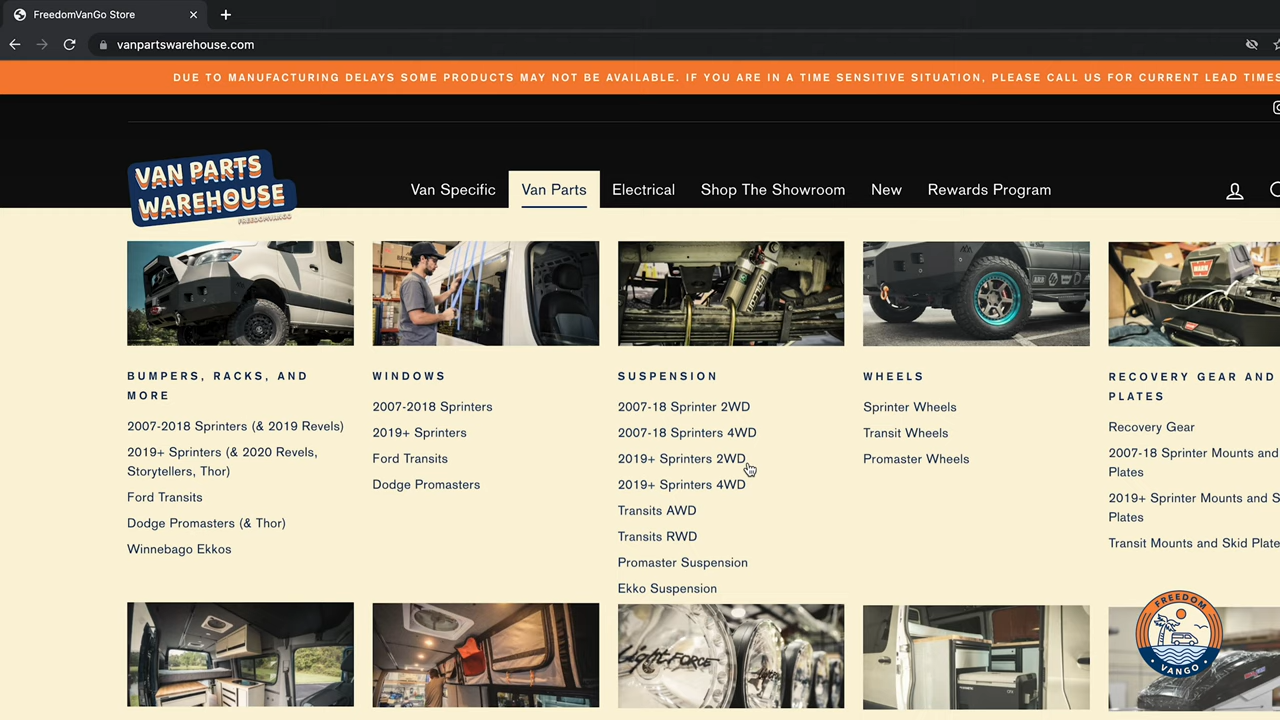 FreedomVanGo Store
vanpartswarehouse.com
DUE TO MANUFACTURING DELAYS SOME PRODUCTS MAY NOT BE AVAILABLE. IF YOU ARE IN A TIME SENSITIVE SITUATION, PLEASE CALL US FOR CURRENT LEAD TIMES
VAN PARTS
WAREHOUSE
FREEDOMVANGO
Van Specific
Van Parts
Electrical
Shop The Showroom
New
Rewards Program
BUMPERS, RACKS, AND
MORE
2007-2018 Sprinters (& 2019 Revels)
2019+ Sprinters (& 2020 Revels,
Storytellers, Thor)
Ford Transits
Dodge Promasters (& Thor)
Winnebago Ekkos
WINDOWS
2007-2018 Sprinters
2019+ Sprinters
Ford Transits
Dodge Promasters
SUSPENSION
2007-18 Sprinter 2WD
2007-18 Sprinters 4WD
2019+ Sprinters 2WD
2019+ Sprinters 4WD
Transits AWD
Transits RWD
Promaster Suspension
Ekko Suspension
WHEELS
Sprinter Wheels
Transit Wheels
Promaster Wheels
WARN
WARN
RECOVERY GEAR AND
PLATES
Recovery Gear
2007-18 Sprinter Mounts and
Plates
2019+ Sprinter Mounts and S
Plates
Transit Mounts and Skid Plate
LightForce
FREEDOM
VANGO